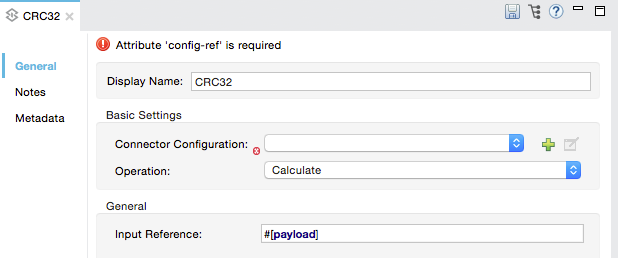 CRC32
Attribute 'config-ref' is required
General
Notes
Metadata
Display Name: CRC32
Basic Settings
Connector Configuration:
Operation: Calculate
General
Input Reference: #[payload]